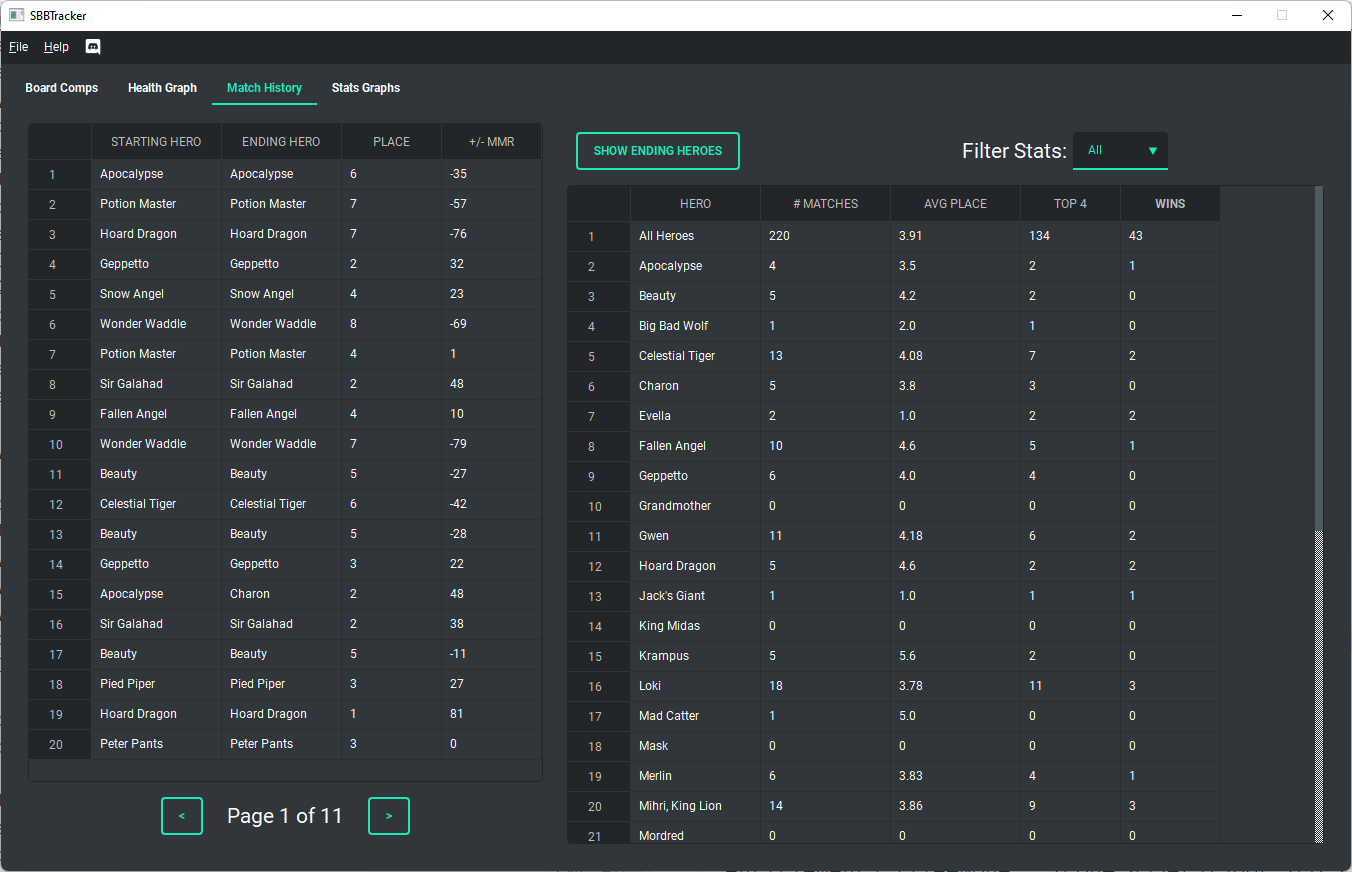 SBBTracker
File Help
Board Comps Health Graph Match History Stats Graphs
STARTING HERO ENDING HERO PLACE +/- MMR
1 Apocalypse Apocalypse 6 -35
2 Potion Master Potion Master 7 -57
3 Hoard Dragon Hoard Dragon 7 -76
4 Geppetto Geppetto 2 32
5 Snow Angel Snow Angel 4 23
6 Wonder Waddle Wonder Waddle 8 -69
7 Potion Master Potion Master 4 1
8 Sir Galahad Sir Galahad 2 48
9 Fallen Angel Fallen Angel 4 10
10 Wonder Waddle Wonder Waddle 7 -79
11 Beauty Beauty 5 -27
12 Celestial Tiger Celestial Tiger 6 -42
13 Beauty Beauty 5 -28
14 Geppetto Geppetto 3 22
15 Apocalypse Charon 2 48
16 Sir Galahad Sir Galahad 2 38
17 Beauty Beauty 5 -11
18 Pied Piper Pied Piper 3 27
19 Hoard Dragon Hoard Dragon 1 81
20 Peter Pants Peter Pants 3 0
< Page 1 of 11 >
SHOW ENDING HEROES Filter Stats: All
HERO # MATCHES AVG PLACE TOP 4 WINS
1 All Heroes 220 3.91 134 43
2 Apocalypse 4 3.5 2 1
3 Beauty 5 4.2 2 0
4 Big Bad Wolf 1 2.0 1 0
5 Celestial Tiger 13 4.08 7 2
6 Charon 5 3.8 3 0
7 Evella 2 1.0 2 2
8 Fallen Angel 10 4.6 5 1
9 Geppetto 6 4.0 4 0
10 Grandmother 0 0 0 0
11 Gwen 11 4.18 6 2
12 Hoard Dragon 5 4.6 2 2
13 Jack's Giant 1 1.0 1 1
14 King Midas 0 0 0 0
15 Krampus 5 5.6 2 0
16 Loki 18 3.78 11 3
17 Mad Catter 1 5.0 0 0
18 Mask 0 0 0 0
19 Merlin 6 3.83 4 1
20 Mihri, King Lion 14 3.86 9 3
21 Mordred 0 0 0 0